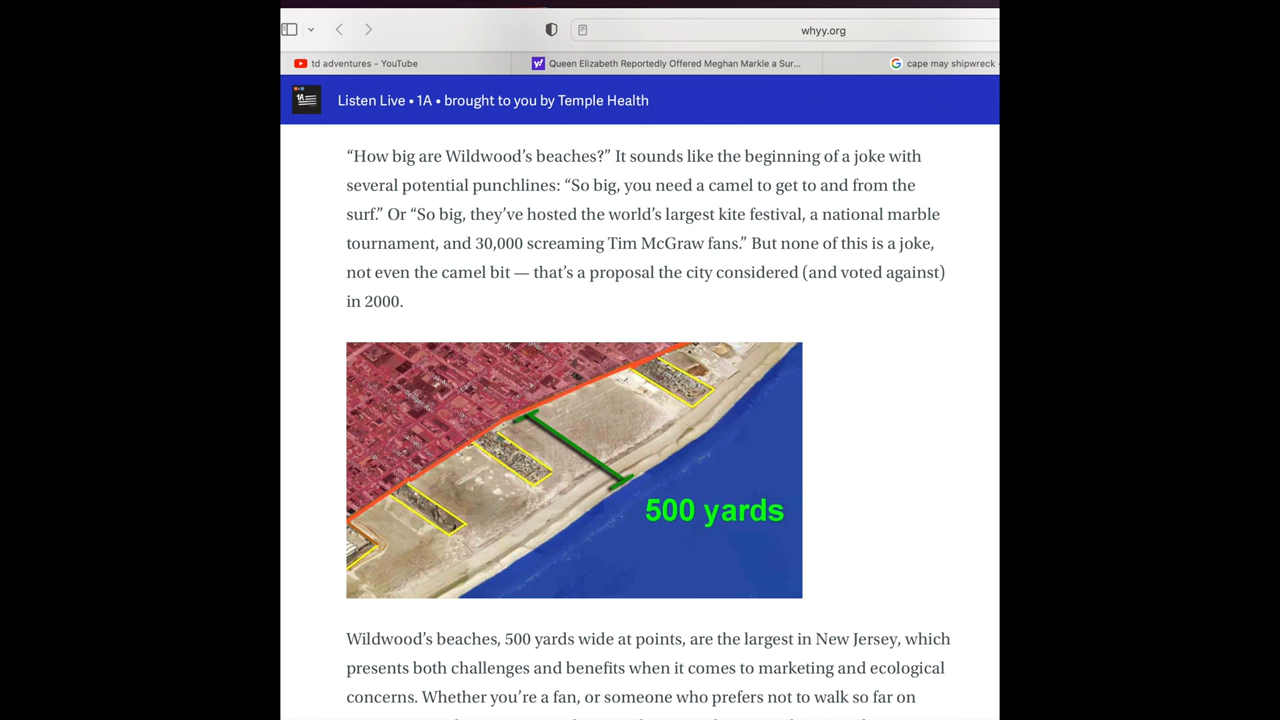 whyy.org
td adventures - YouTube
Queen Elizabeth Reportedly Offered Meghan Markle a Sur...
cape may shipwreck
1A
Listen Live • 1A • brought to you by Temple Health
“How big are Wildwood’s beaches?” It sounds like the beginning of a joke with
several potential punchlines: “So big, you need a camel to get to and from the
surf.” Or “So big, they’ve hosted the world’s largest kite festival, a national marble
tournament, and 30,000 screaming Tim McGraw fans.” But none of this is a joke,
not even the camel bit — that’s a proposal the city considered (and voted against)
in 2000.
500 yards
Wildwood’s beaches, 500 yards wide at points, are the largest in New Jersey, which
presents both challenges and benefits when it comes to marketing and ecological
concerns. Whether you’re a fan, or someone who prefers not to walk so far on